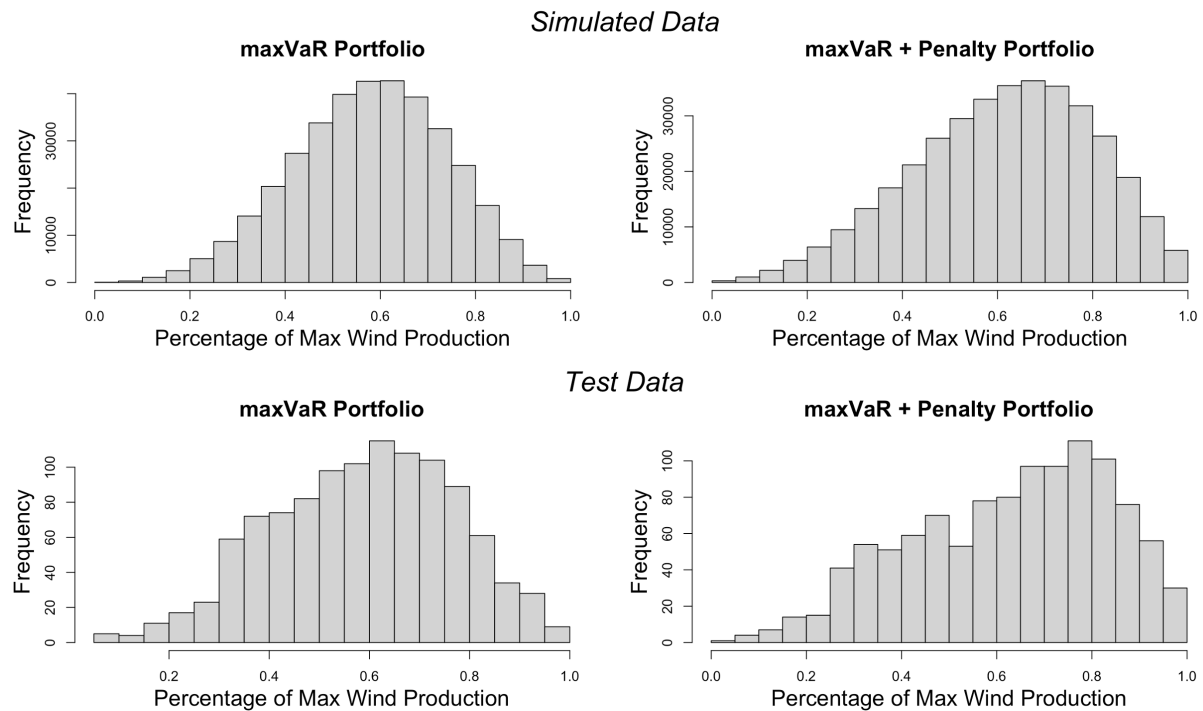 Simulated Data
maxVaR Portfolio
maxVaR + Penalty Portfolio
Frequency
0
10000
30000
0.0 0.2 0.4 0.6 0.8 1.0
Percentage of Max Wind Production
Frequency
0
10000
20000
30000
0.0 0.2 0.4 0.6 0.8 1.0
Percentage of Max Wind Production
Test Data
maxVaR Portfolio
maxVaR + Penalty Portfolio
Frequency
0
20
40
60
80
100
0.2 0.4 0.6 0.8 1.0
Percentage of Max Wind Production
Frequency
0
20
40
60
80
100
0.0 0.2 0.4 0.6 0.8 1.0
Percentage of Max Wind Production